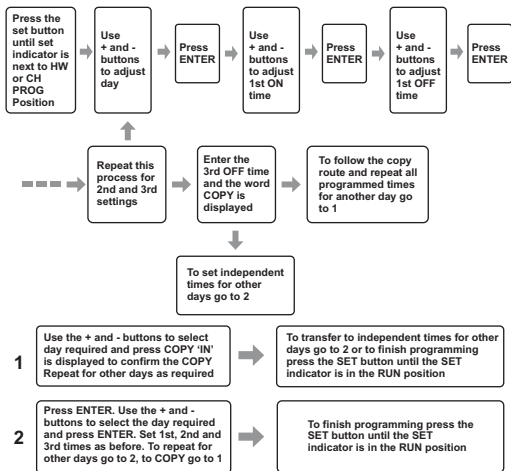 Press the
set button
until set
indicator is
next to HW
or CH
PROG
Position
Use
+ and -
buttons
to adjust
day
Press
ENTER
Use
+ and -
buttons
to adjust
1st ON
time
Press
ENTER
Use
+ and -
buttons
to adjust
1st OFF
time
Press
ENTER
Repeat this
process for
2nd and 3rd
settings
Enter the
3rd OFF time
and the word
COPY is
displayed
To follow the copy
route and repeat all
programmed times
for another day go
to 1
To set independent
times for other
days go to 2
1
Use the + and - buttons to select
day required and press COPY ‘IN’
is displayed to confirm the COPY
Repeat for other days as required
To transfer to independent times for other
days go to 2 or to finish programming
press the SET button until the SET
indicator is in the RUN position
2
Press ENTER. Use the + and -
buttons to select the day required
and press ENTER. Set 1st, 2nd and
3rd times as before. To repeat for
other days go to 2, to COPY go to 1
To finish programming press the
SET button until the SET
indicator is in the RUN position